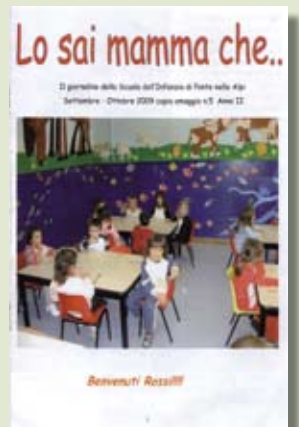 Lo sai mamma che..
Il giornalino della Scuola dell'Infanzia di Ponte nelle Alpi
Settembre - Ottobre 2009 copia omaggio n.5 Anno II
Benvenuti Rossi!!!!